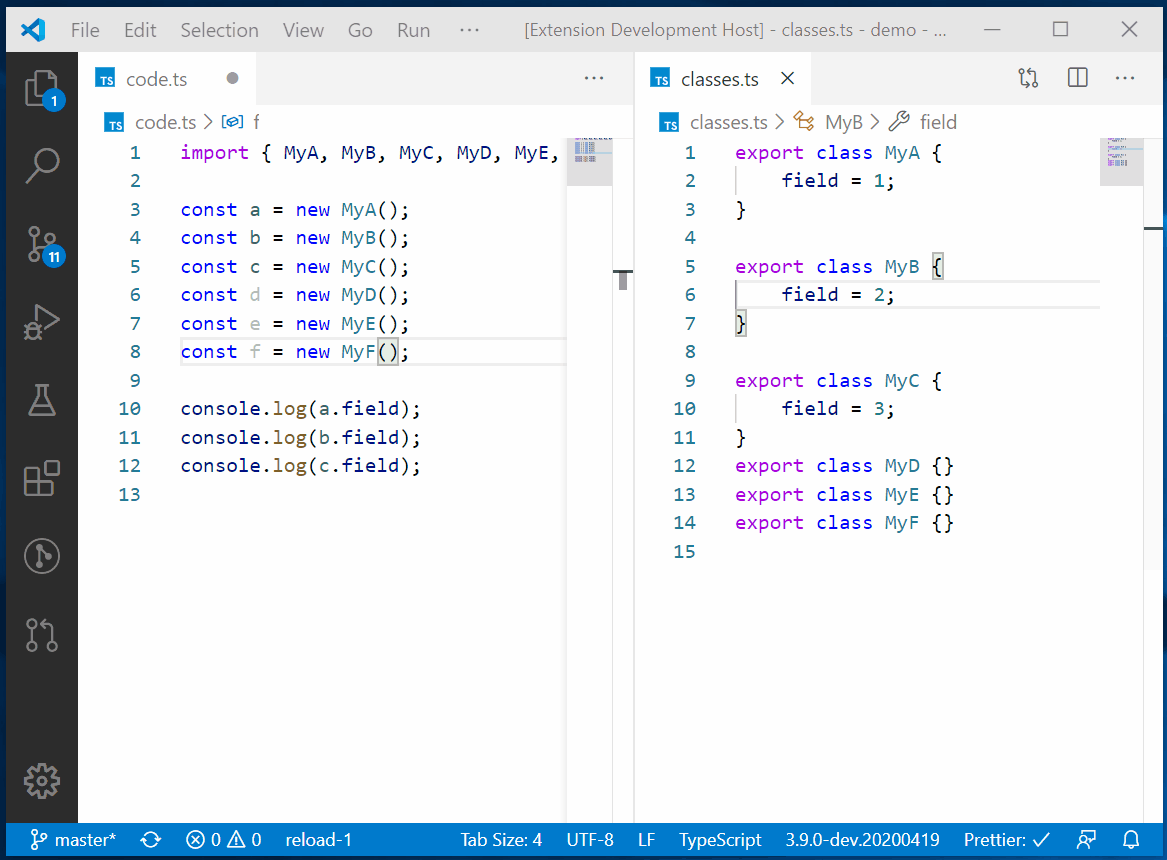 File Edit Selection View Go Run ··· [Extension Development Host] - classes.ts - demo - ...
1
11
TS code.ts
TS code.ts > f
1 import { MyA, MyB, MyC, MyD, MyE,
2
3 const a = new MyA();
4 const b = new MyB();
5 const c = new MyC();
6 const d = new MyD();
7 const e = new MyE();
8 const f = new MyF();
9
10 console.log(a.field);
11 console.log(b.field);
12 console.log(c.field);
13
TS classes.ts
TS classes.ts > MyB > field
1 export class MyA {
2     field = 1;
3 }
4
5 export class MyB {
6     field = 2;
7 }
8
9 export class MyC {
10     field = 3;
11 }
12 export class MyD {}
13 export class MyE {}
14 export class MyF {}
15
master* 0 0 reload-1 Tab Size: 4 UTF-8 LF TypeScript 3.9.0-dev.20200419 Prettier: ✓